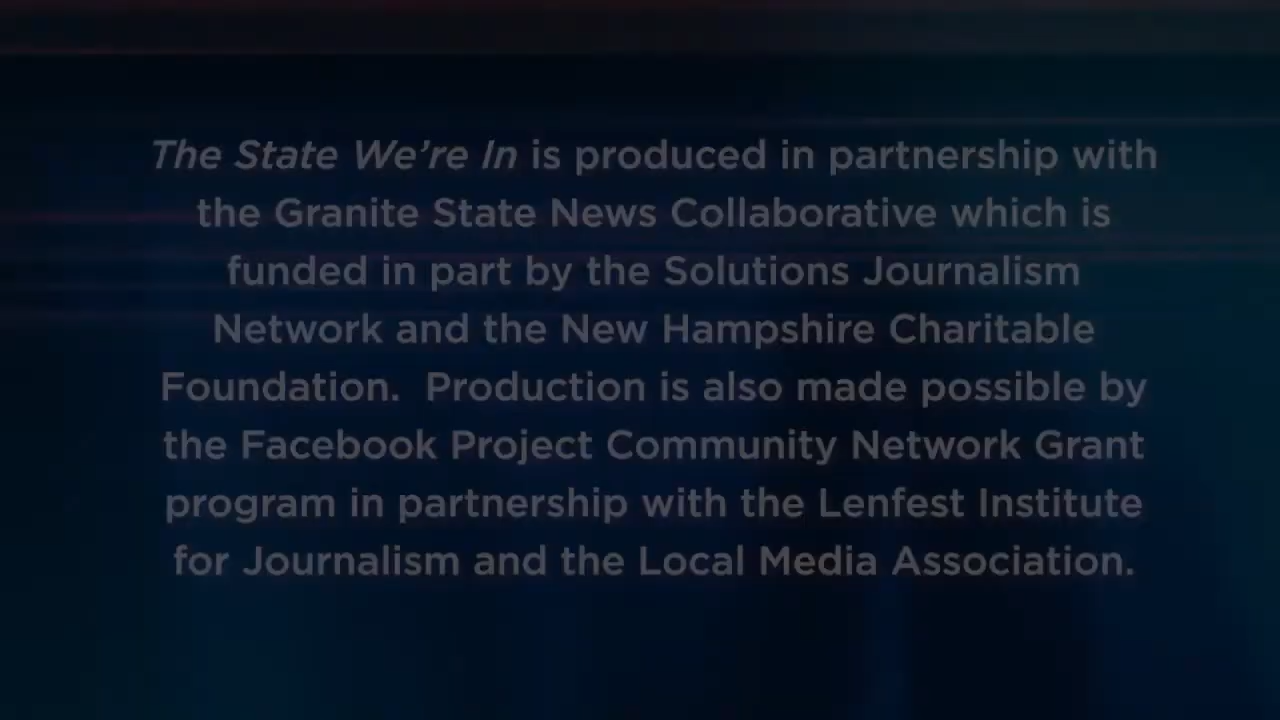 The State We're In is produced in partnership with
the Granite State News Collaborative which is
funded in part by the Solutions Journalism
Network and the New Hampshire Charitable
Foundation.  Production is also made possible by
the Facebook Project Community Network Grant
program in partnership with the Lenfest Institute
for Journalism and the Local Media Association.